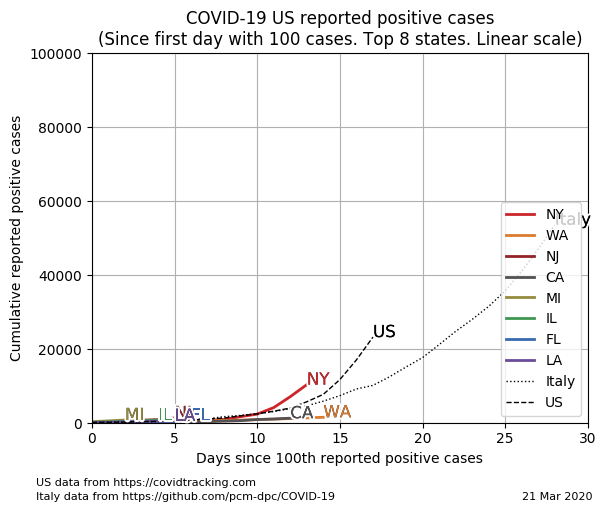 COVID-19 US reported positive cases
(Since first day with 100 cases. Top 8 states. Linear scale)
100000
80000
60000
40000
20000
0
Cumulative reported positive cases
NY
WA
NJ
CA
MI
IL
FL
LA
Italy
US
Italy
US
NY
MI
IL
LA
FL
CA
WA
0 5 10 15 20 25 30
Days since 100th reported positive cases
US data from https://covidtracking.com
Italy data from https://github.com/pcm-dpc/COVID-19
21 Mar 2020